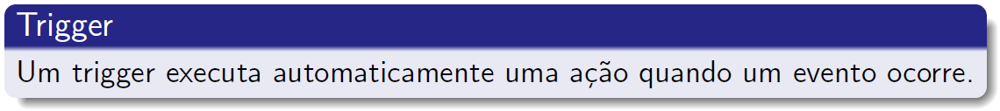 Trigger
Um trigger executa automaticamente uma ação quando um evento ocorre.